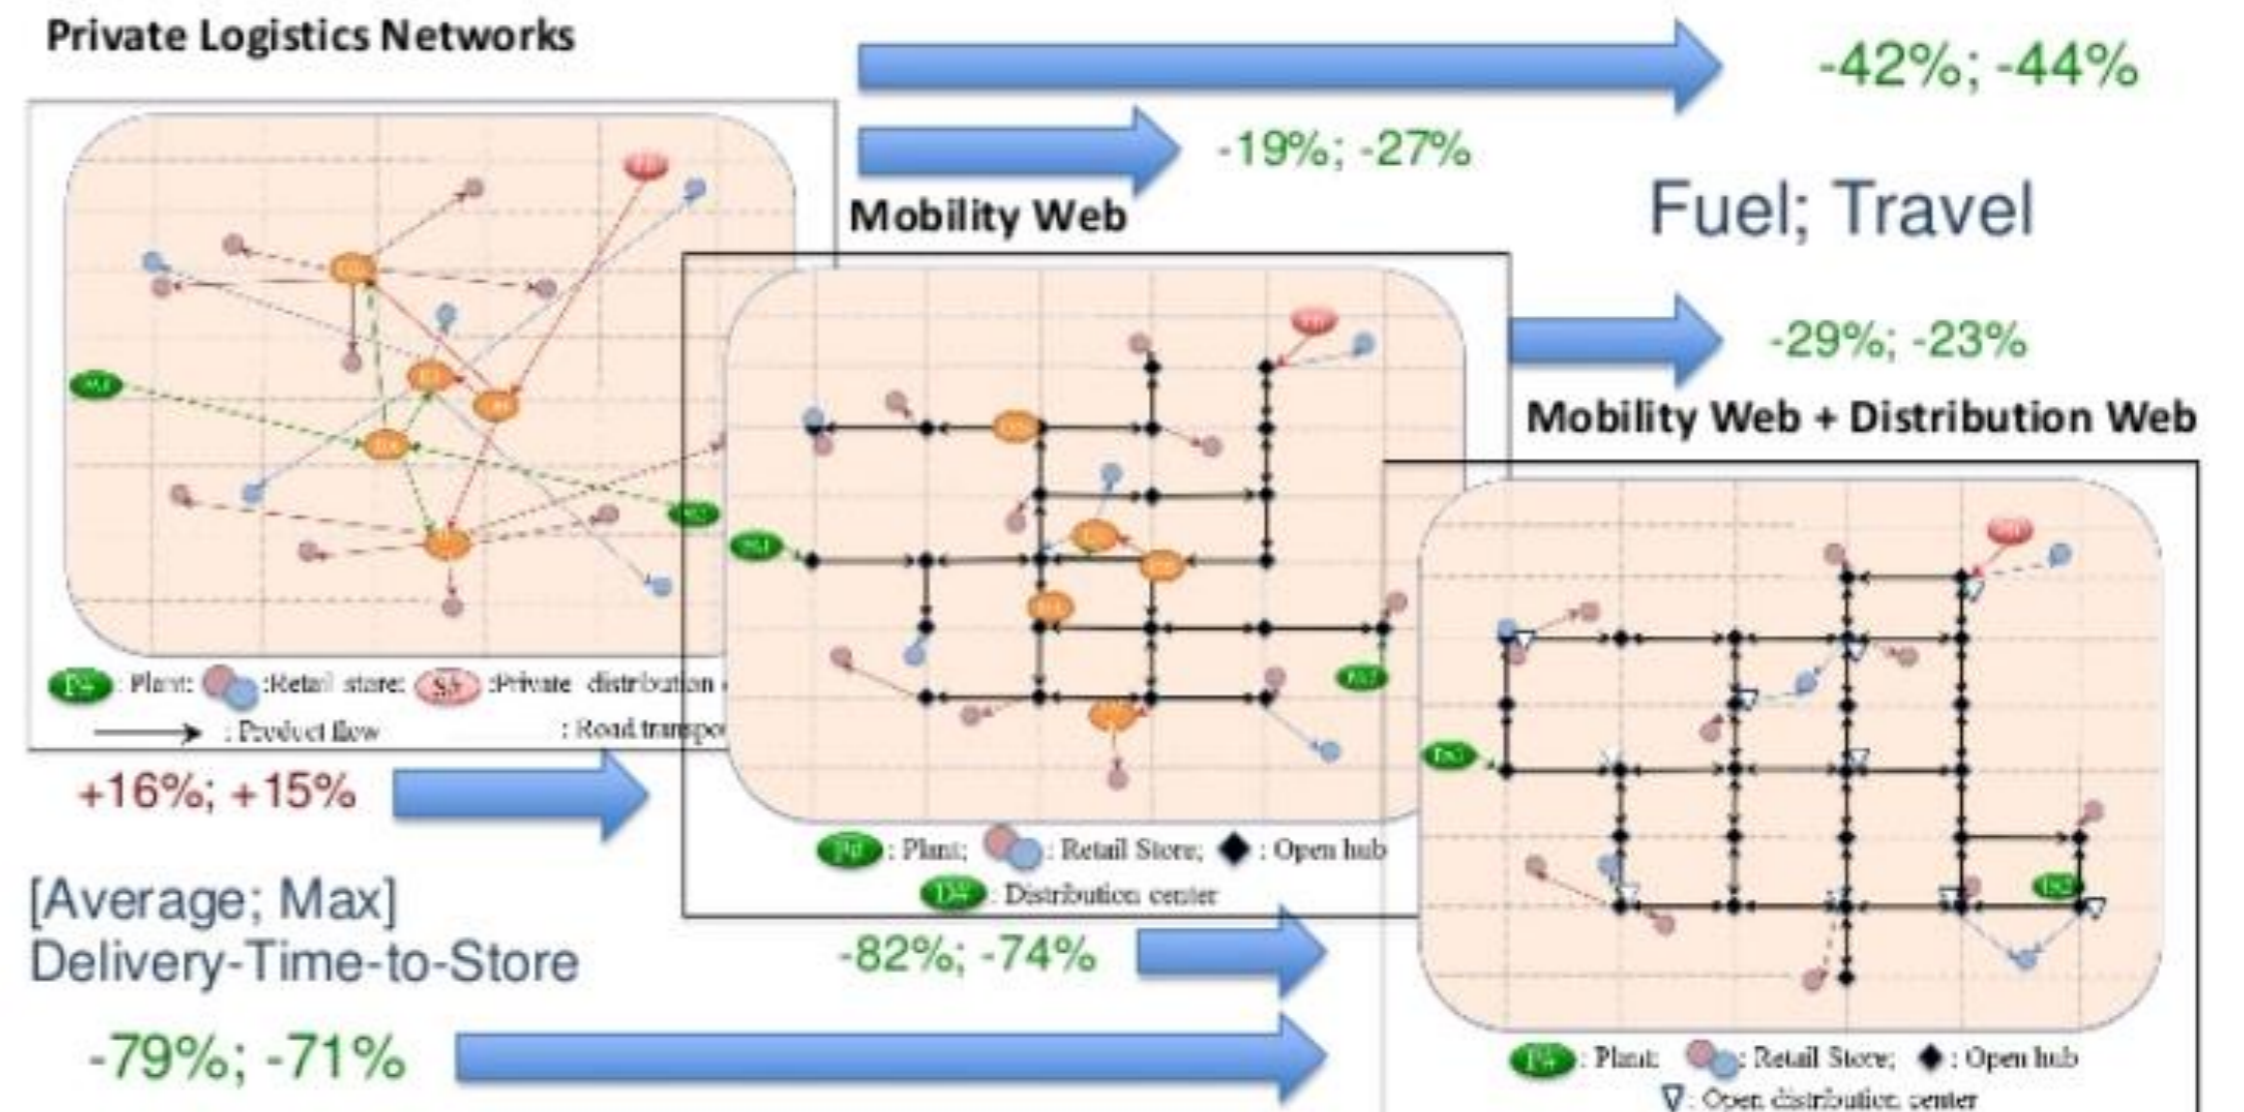 Private Logistics Networks
-42%; -44%
-19%; -27%
Fuel; Travel
Mobility Web
-29%; -23%
Mobility Web + Distribution Web
: Plant; :Retail store; :Private distribution
: Product flow : Road transpo
+16%; +15%
: Plant; : Retail Store; : Open hub
: Distribution center
[Average; Max]
Delivery-Time-to-Store
-82%; -74%
-79%; -71%
: Plant; : Retail Store; : Open hub
: Open distribution center